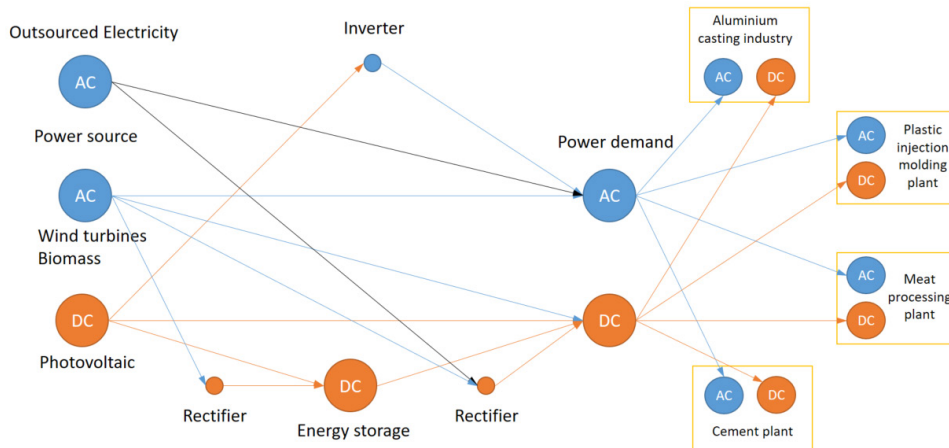 Outsourced Electricity
AC
Power source
AC
Wind turbines
Biomass
DC
Photovoltaic
Rectifier
DC
Energy storage
Inverter
Rectifier
Power demand
AC
DC
Aluminium
casting industry
AC DC
AC
DC
Plastic
injection
molding
plant
AC
DC
Meat
processing
plant
AC DC
Cement plant